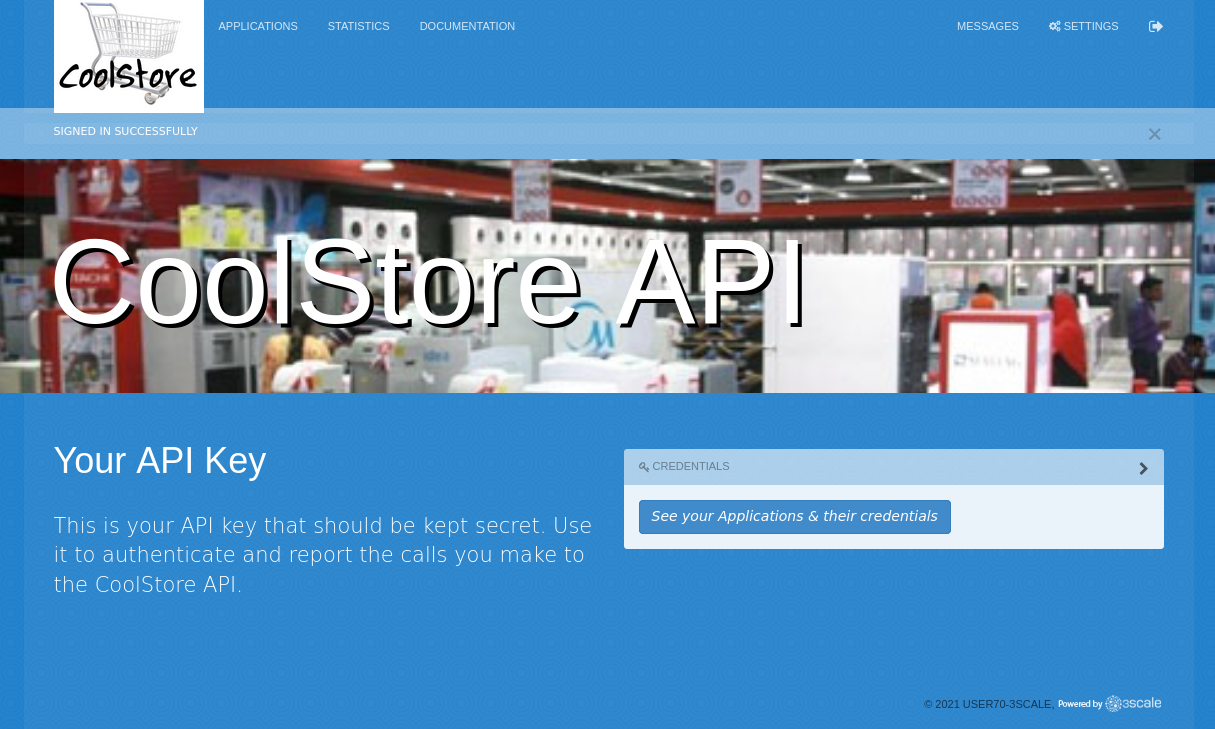 CoolStore
APPLICATIONS STATISTICS DOCUMENTATION MESSAGES SETTINGS
SIGNED IN SUCCESSFULLY
CoolStore API
Your API Key
This is your API key that should be kept secret. Use
it to authenticate and report the calls you make to
the CoolStore API.
CREDENTIALS
See your Applications & their credentials
© 2021 USER70-3SCALE, Powered by 3scale